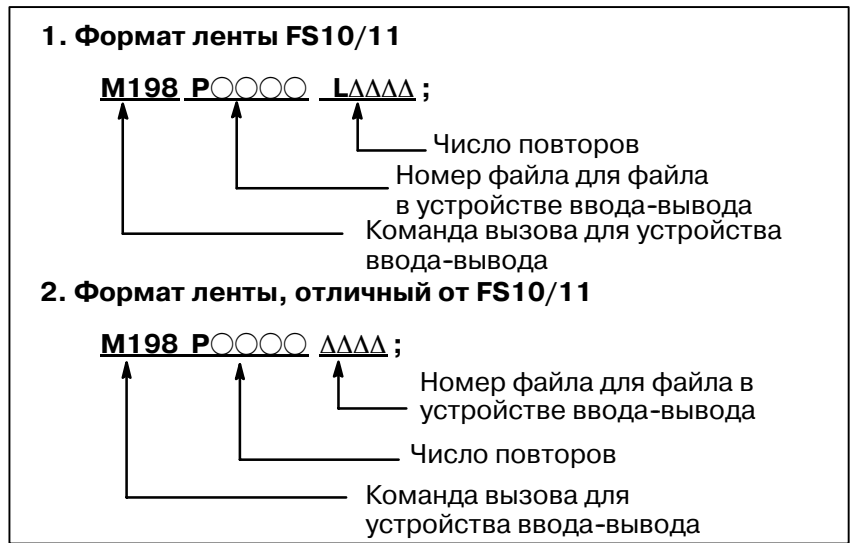 1. Формат ленты FS10/11
M198 P○○○○ L∆∆∆∆ ;
Число повторов
Номер файла для файла
в устройстве ввода-вывода
Команда вызова для устройства
ввода-вывода
2. Формат ленты, отличный от FS10/11
M198 P○○○○ ∆∆∆∆ ;
Номер файла для файла в
устройстве ввода-вывода
Число повторов
Команда вызова для
устройства ввода-вывода